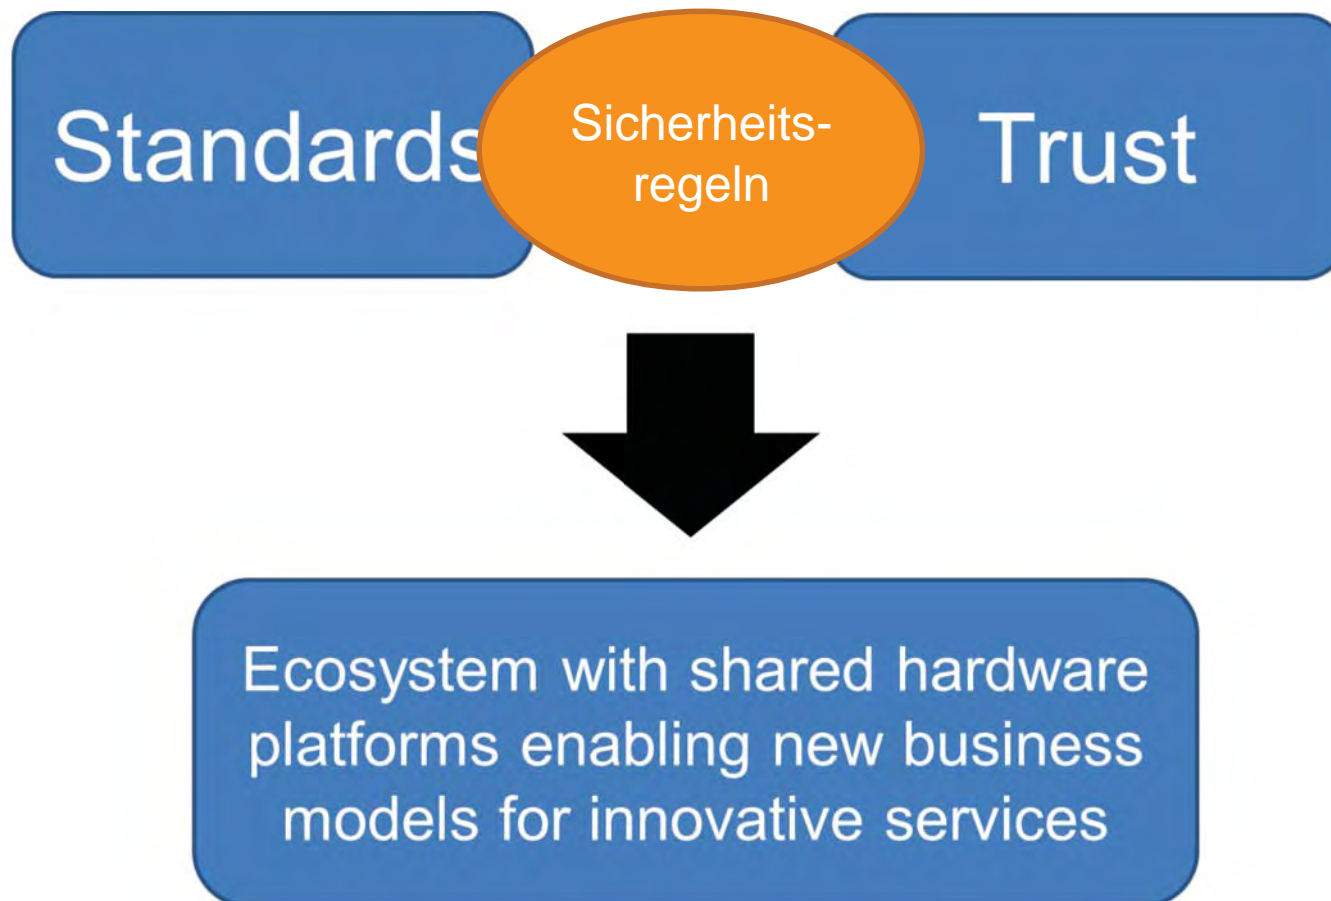 Standards
Sicherheits-
regeln
Trust
Ecosystem with shared hardware
platforms enabling new business
models for innovative services